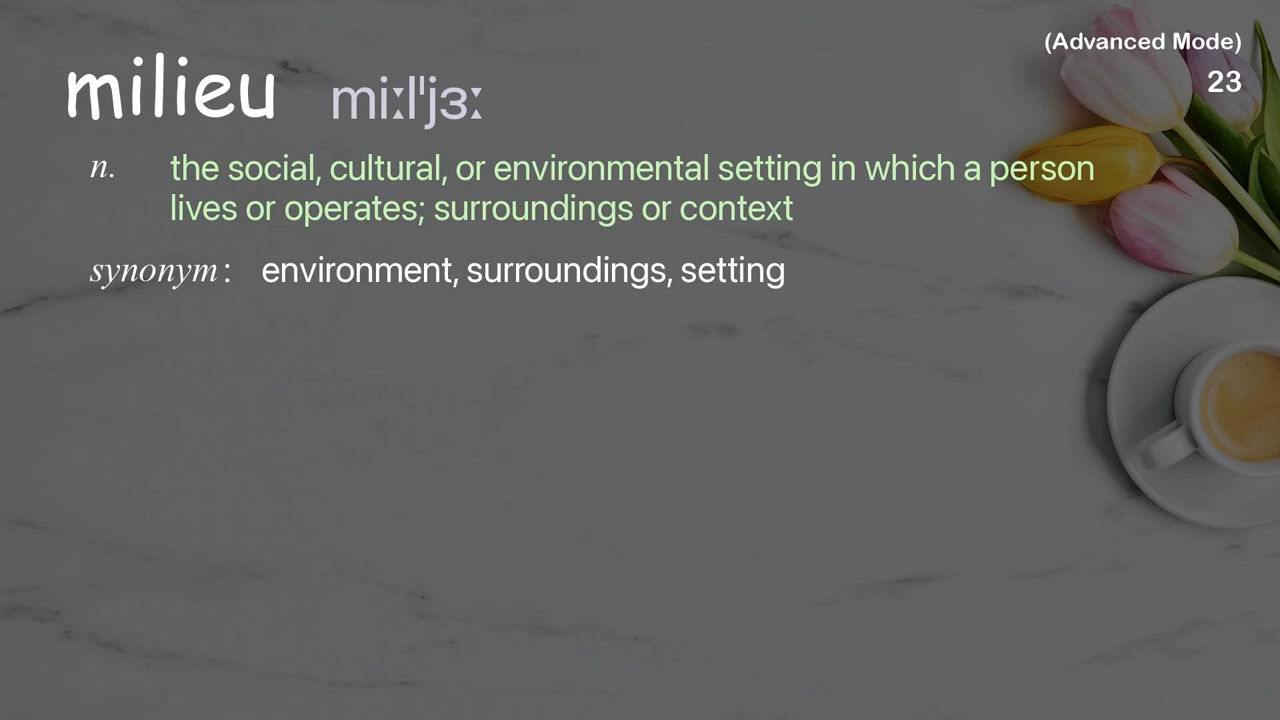 (Advanced Mode)
23
milieu miːlˈjɜː
n. the social, cultural, or environmental setting in which a person
lives or operates; surroundings or context
synonym: environment, surroundings, setting